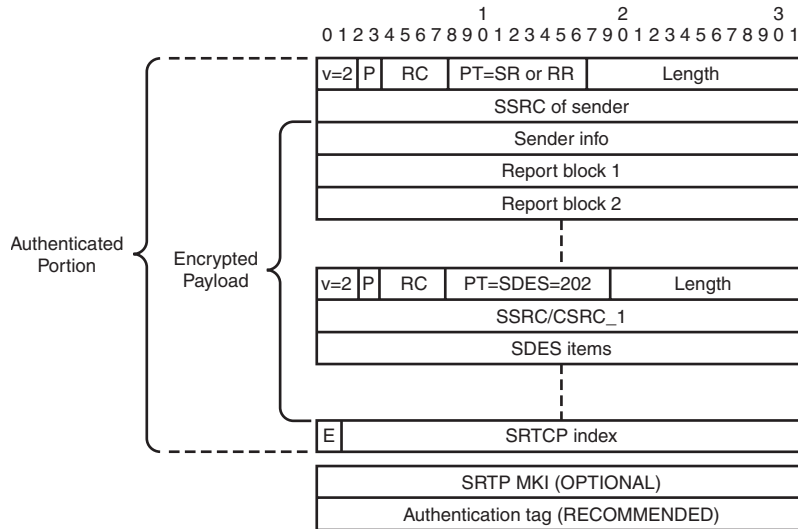 1 2 3
0 1 2 3 4 5 6 7 8 9 0 1 2 3 4 5 6 7 8 9 0 1 2 3 4 5 6 7 8 9 0 1
v=2 P RC PT=SR or RR Length
SSRC of sender
Sender info
Report block 1
Report block 2
Authenticated
Portion
Encrypted
Payload
v=2 P RC PT=SDES=202 Length
SSRC/CSRC_1
SDES items
E SRTCP index
SRTP MKI (OPTIONAL)
Authentication tag (RECOMMENDED)